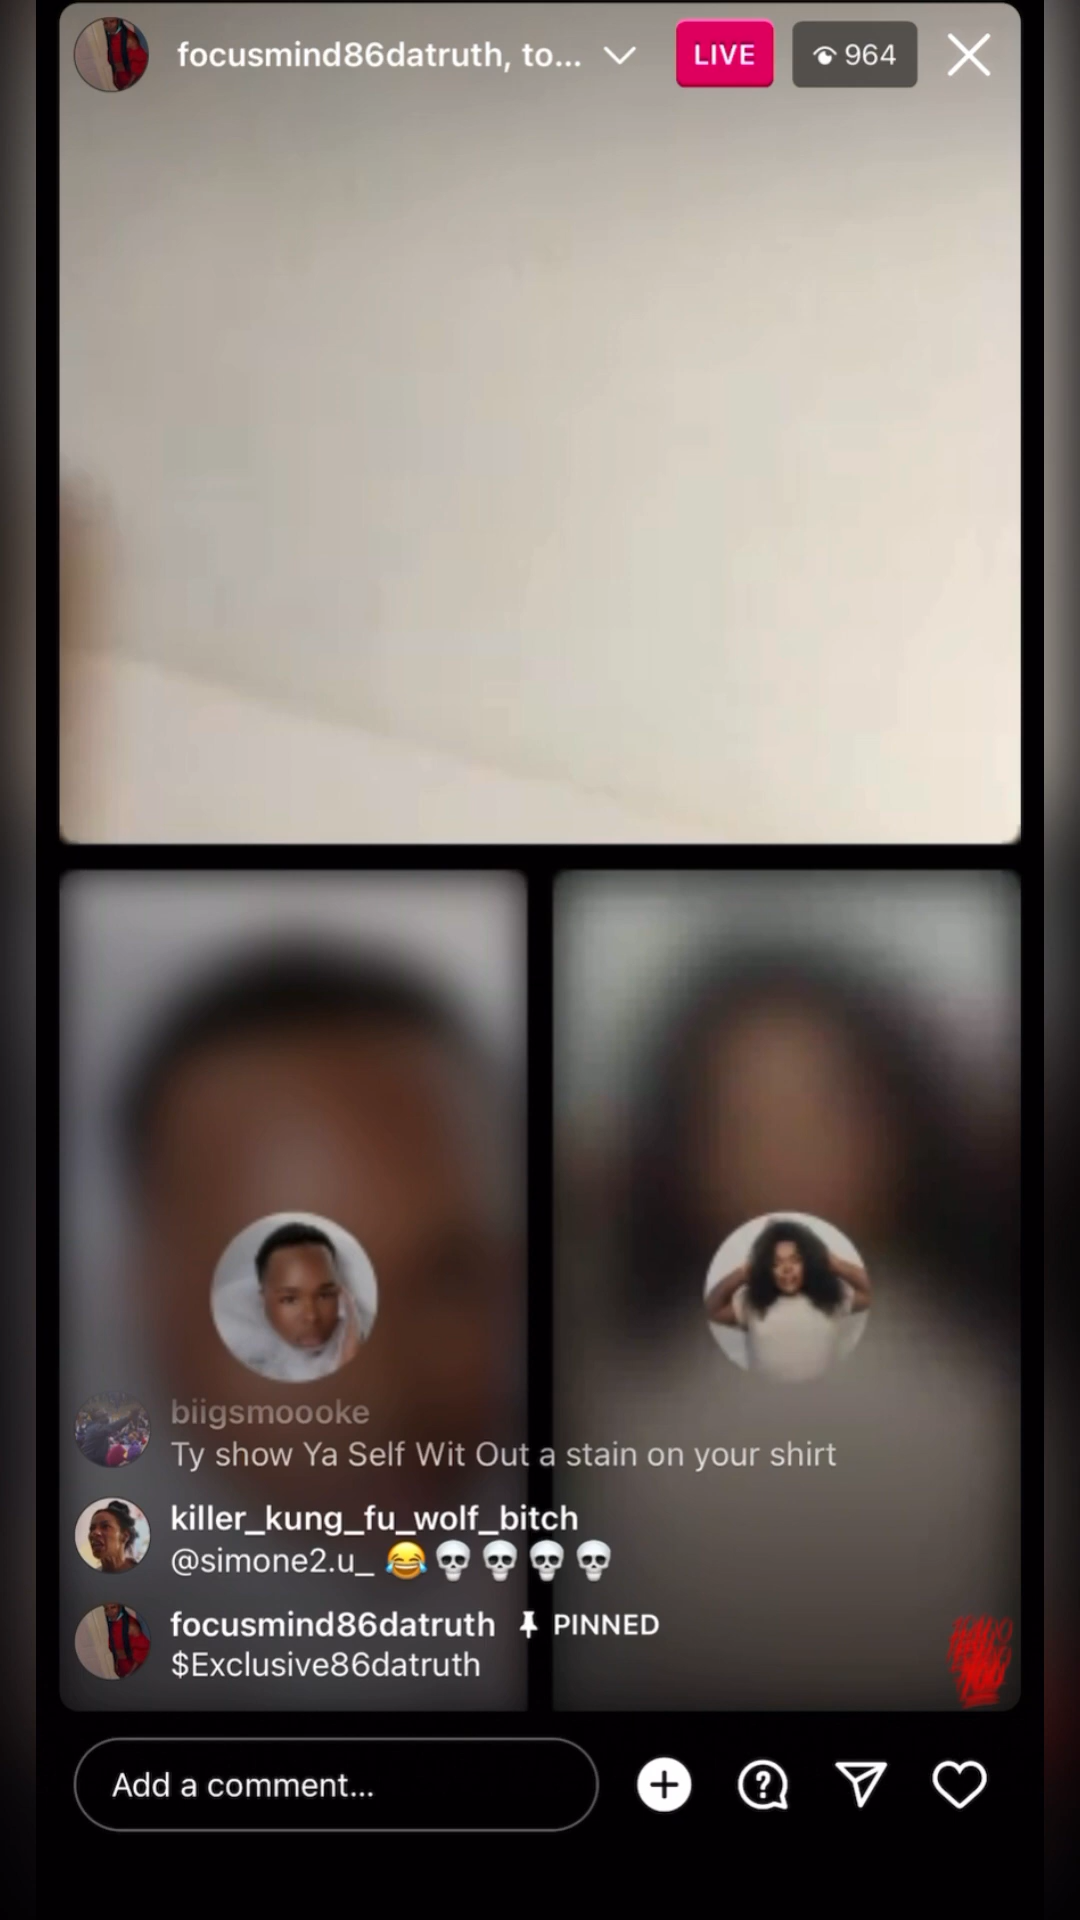 focusmind86datruth, to...
LIVE
964
biigsmoooke
Ty show Ya Self Wit Out a stain on your shirt
killer_kung_fu_wolf_bitch
@simone2.u_ 😂💀💀💀💀
focusmind86datruth PINNED
$Exclusive86datruth
Add a comment...